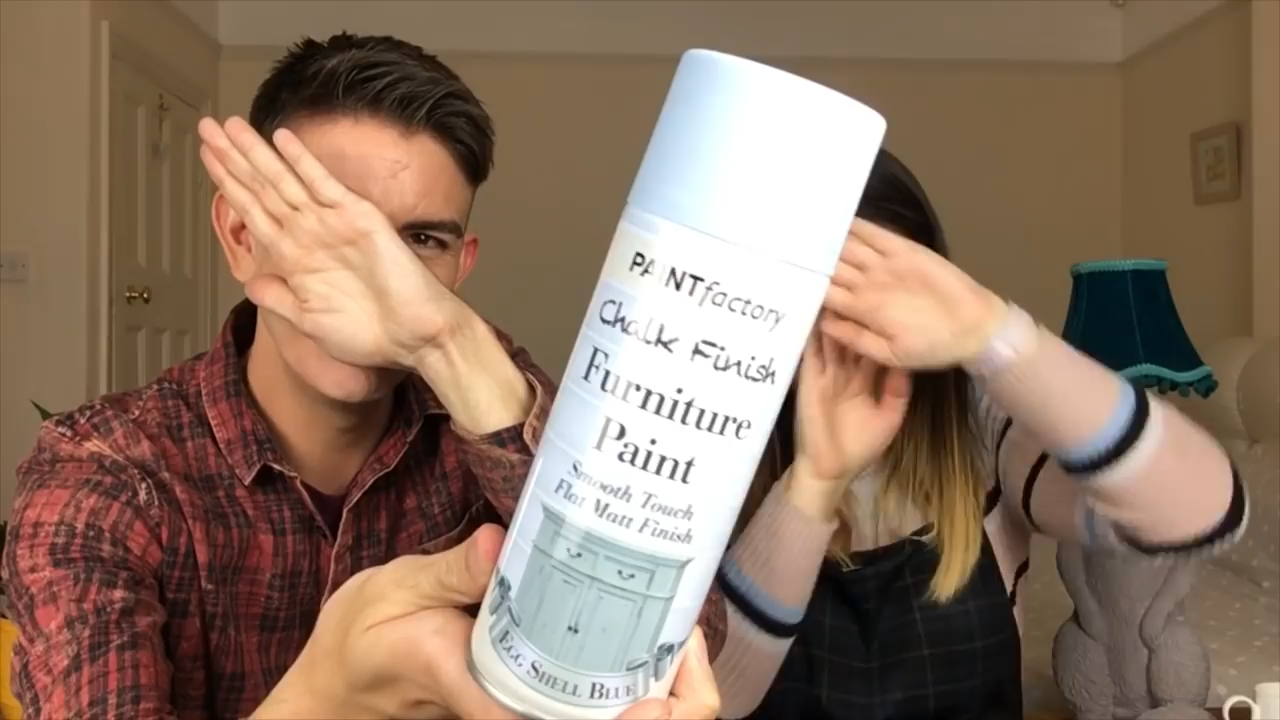 PAINTfactory
Chalk Finish
Furniture
Paint
Smooth Touch
Flat Matt Finish
EGG SHELL BLUE